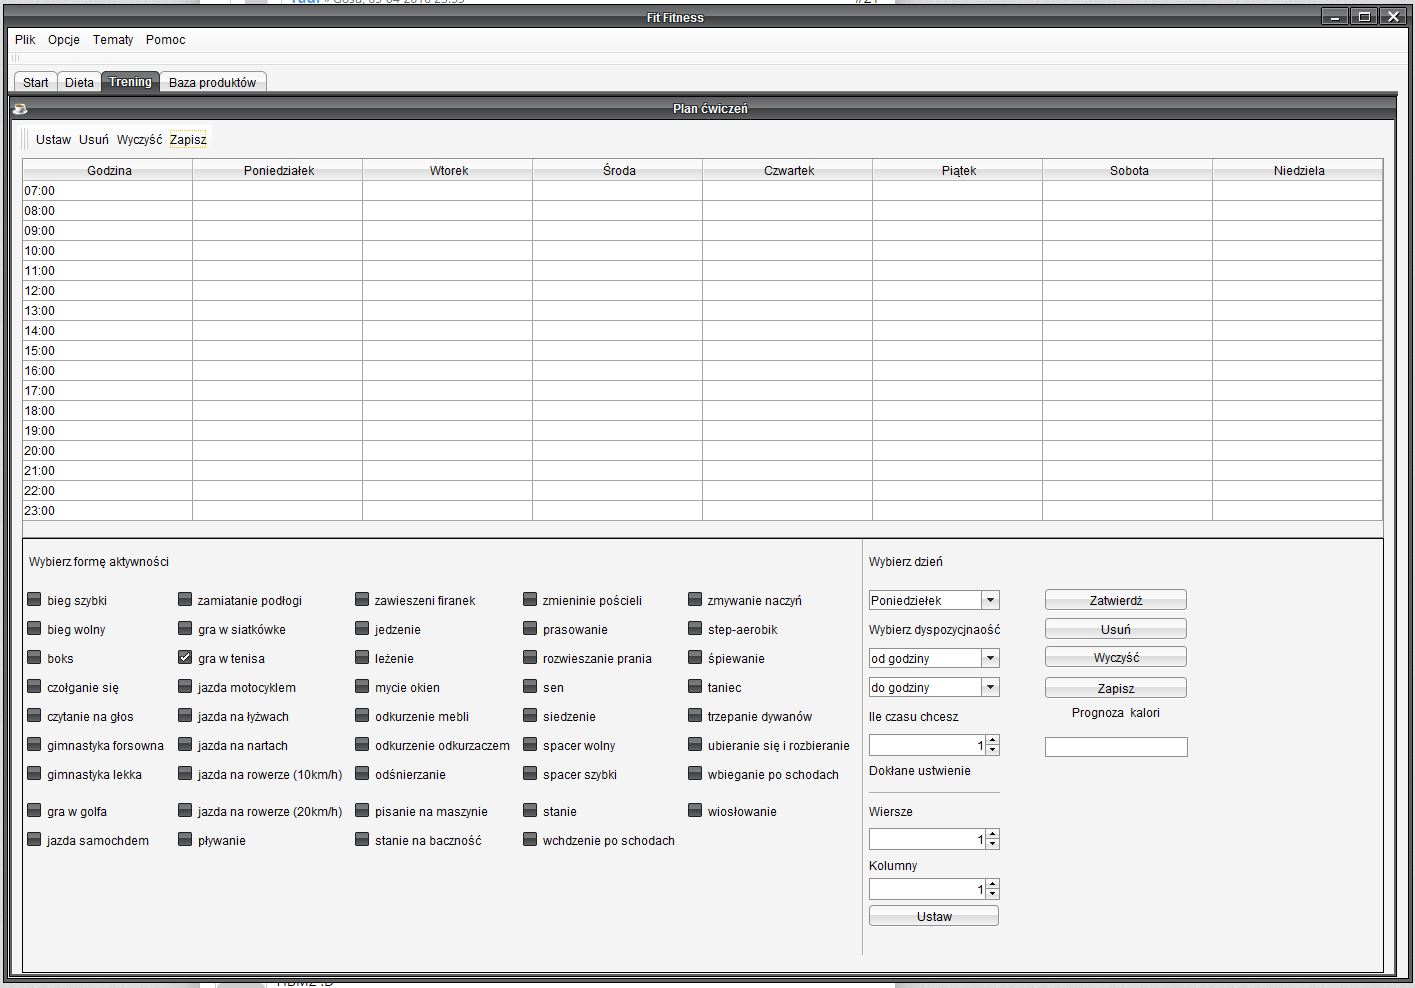 Fit Fitness
Plik Opcje Tematy Pomoc
Start Dieta Trening Baza produktów
Plan ćwiczeń
Ustaw Usuń Wyczyść Zapisz
Godzina Poniedziałek Wtorek Środa Czwartek Piątek Sobota Niedziela
07:00
08:00
09:00
10:00
11:00
12:00
13:00
14:00
15:00
16:00
17:00
18:00
19:00
20:00
21:00
22:00
23:00
Wybierz formę aktywności
bieg szybki zamiatanie podłogi zawieszeni firanek zmieninie pościeli zmywanie naczyń
bieg wolny gra w siatkówke jedzenie prasowanie step-aerobik
boks gra w tenisa leżenie rozwieszanie prania śpiewanie
czołganie się jazda motocyklem mycie okien sen taniec
czytanie na głos jazda na łyżwach odkurzenie mebli siedzenie trzepanie dywanów
gimnastyka forsowna jazda na nartach odkurzenie odkurzaczem spacer wolny ubieranie się i rozbieranie
gimnastyka lekka jazda na rowerze (10km/h) odśnierzanie spacer szybki wbieganie po schodach
gra w golfa jazda na rowerze (20km/h) pisanie na maszynie stanie wiosłowanie
jazda samochdem pływanie stanie na baczność wchdzenie po schodach
Wybierz dzień
Poniedziełek Zatwierdż
Wybierz dyspozycjnaość Usuń
od godziny Wyczyść
do godziny Zapisz
Ile czasu chcesz Prognoza kalori
1
Dokłane ustwienie
Wiersze
1
Kolumny
1
Ustaw